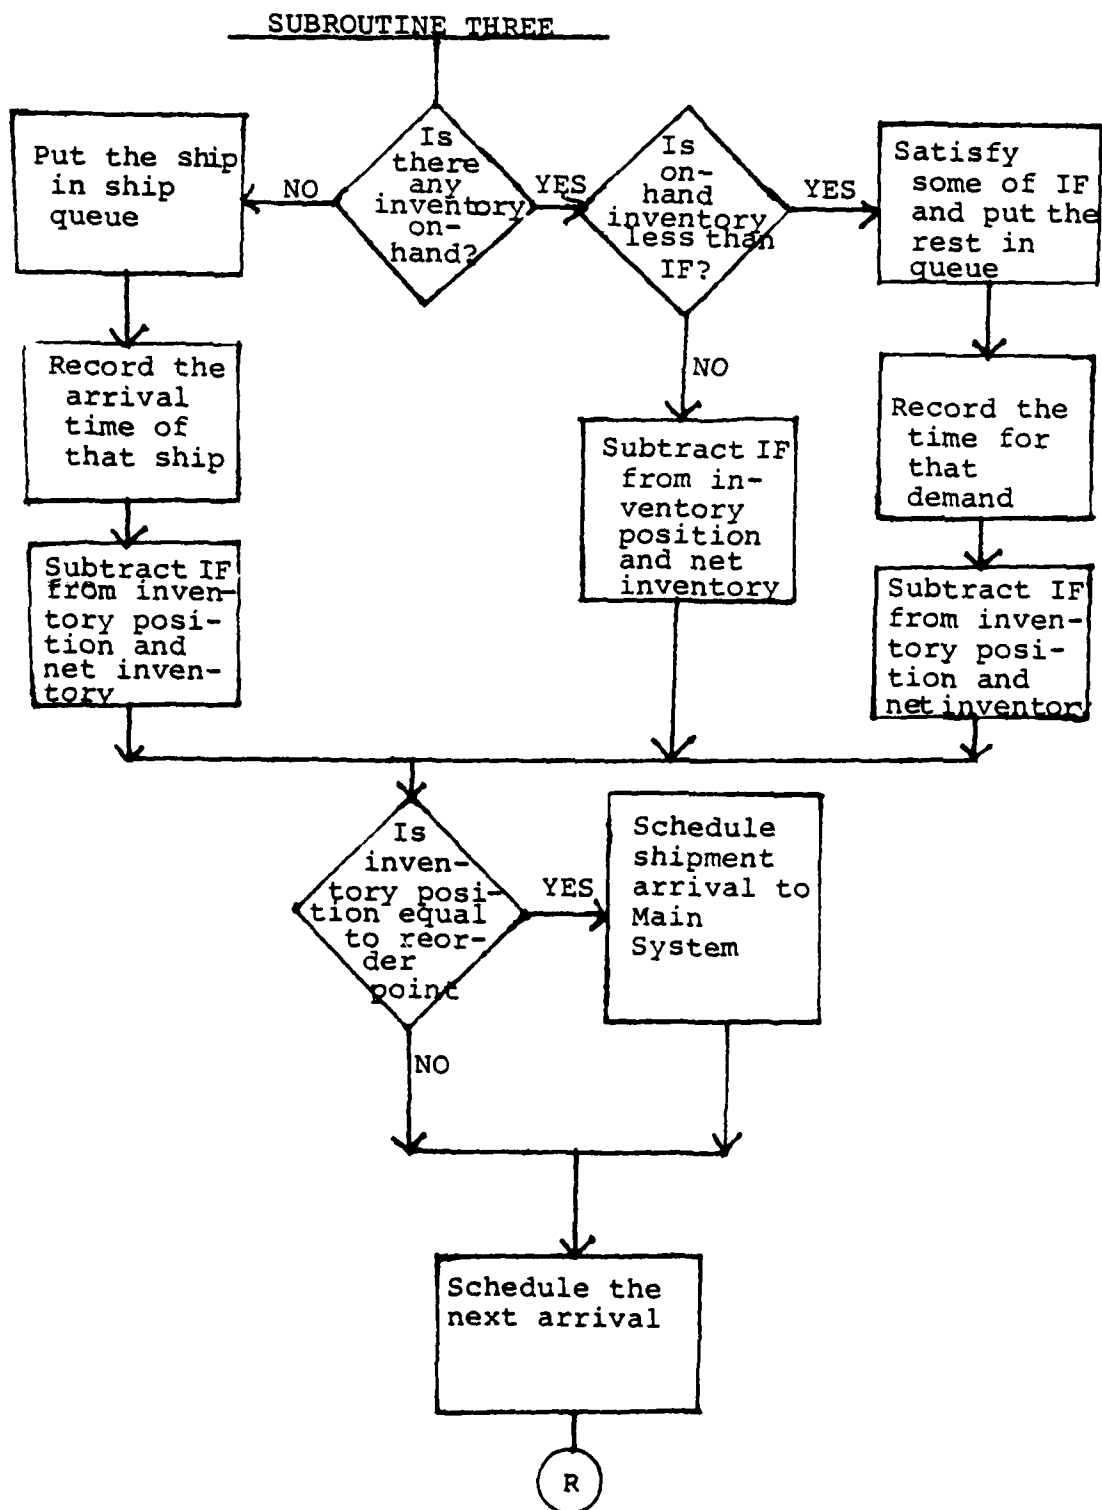 SUBROUTINE THREE
Put the ship
in ship
queue
NO
Is
there
any
inventory
on-
hand?
YES
Is
on-
hand
inventory
less than
IF?
YES
Satisfy
some of IF
and put the
rest in
queue
Record the
arrival
time of
that ship
NO
Record the
time for
that
demand
Subtract IF
from inven-
tory posi-
tion and
net inven-
tory
Subtract IF
from in-
ventory
position
and net
inventory
Subtract IF
from inven-
tory posi-
tion and
net inventory
Is
inven-
tory posi-
tion equal
to reor-
der
point
YES
Schedule
shipment
arrival to
Main
System
NO
Schedule the
next arrival
R